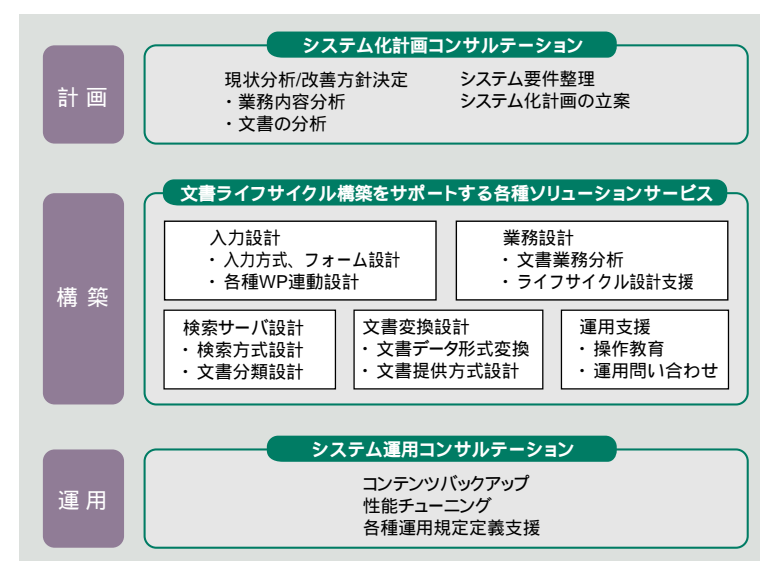 計画
システム化計画コンサルテーション
現状分析/改善方針決定
・業務内容分析
・文書の分析
システム要件整理
システム化計画の立案
構築
文書ライフサイクル構築をサポートする各種ソリューションサービス
入力設計
・入力方式、フォーム設計
・各種WP連動設計
業務設計
・文書業務分析
・ライフサイクル設計支援
検索サーバ設計
・検索方式設計
・文書分類設計
文書変換設計
・文書データ形式変換
・文書提供方式設計
運用支援
・操作教育
・運用問い合わせ
運用
システム運用コンサルテーション
コンテンツバックアップ
性能チューニング
各種運用規定定義支援